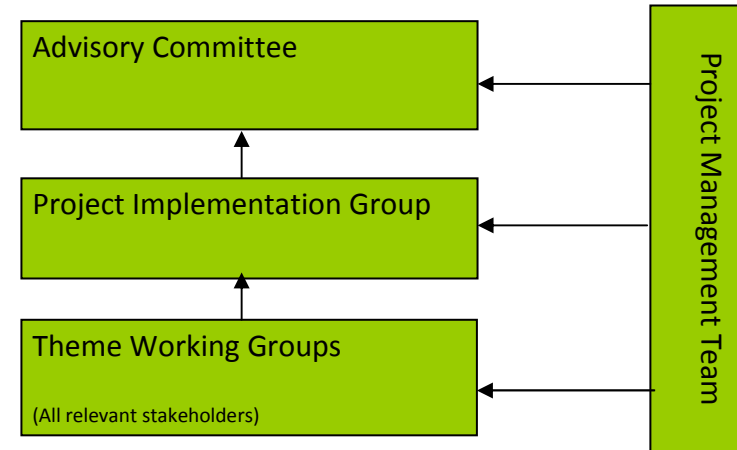 Advisory Committee
Project Implementation Group
Theme Working Groups
(All relevant stakeholders)
Project Management Team